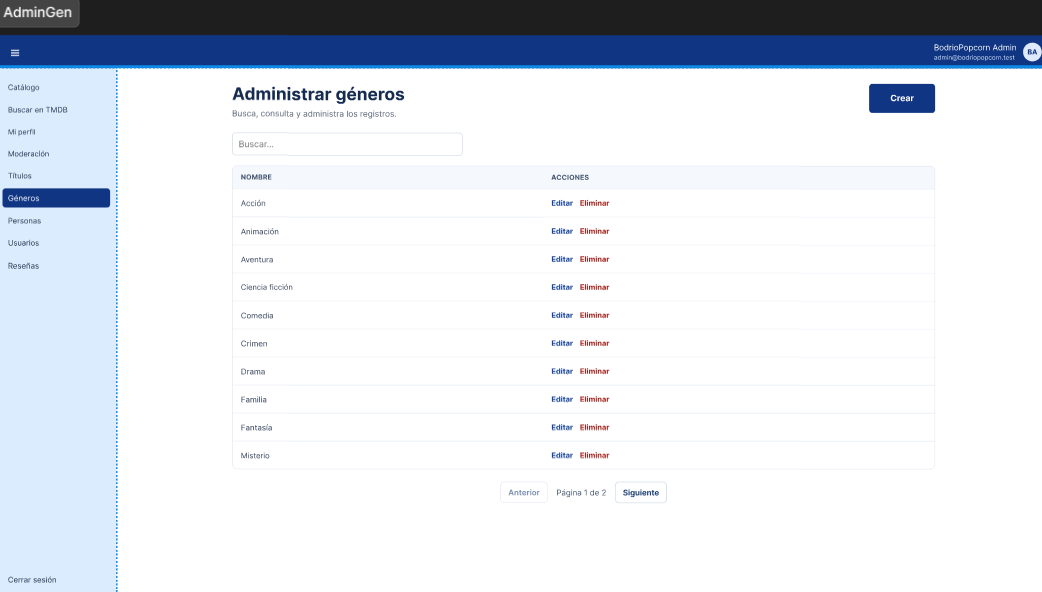 AdminGen
BodrioPopcorn Admin
admin@bodriopopcorn.test
BA
Catálogo
Buscar en TMDB
Mi perfil
Moderación
Títulos
Géneros
Personas
Usuarios
Reseñas
Cerrar sesión
Administrar géneros
Busca, consulta y administra los registros.
Crear
Buscar...
NOMBRE ACCIONES
Acción Editar Eliminar
Animación Editar Eliminar
Aventura Editar Eliminar
Ciencia ficción Editar Eliminar
Comedia Editar Eliminar
Crimen Editar Eliminar
Drama Editar Eliminar
Familia Editar Eliminar
Fantasía Editar Eliminar
Misterio Editar Eliminar
Anterior Página 1 de 2 Siguiente